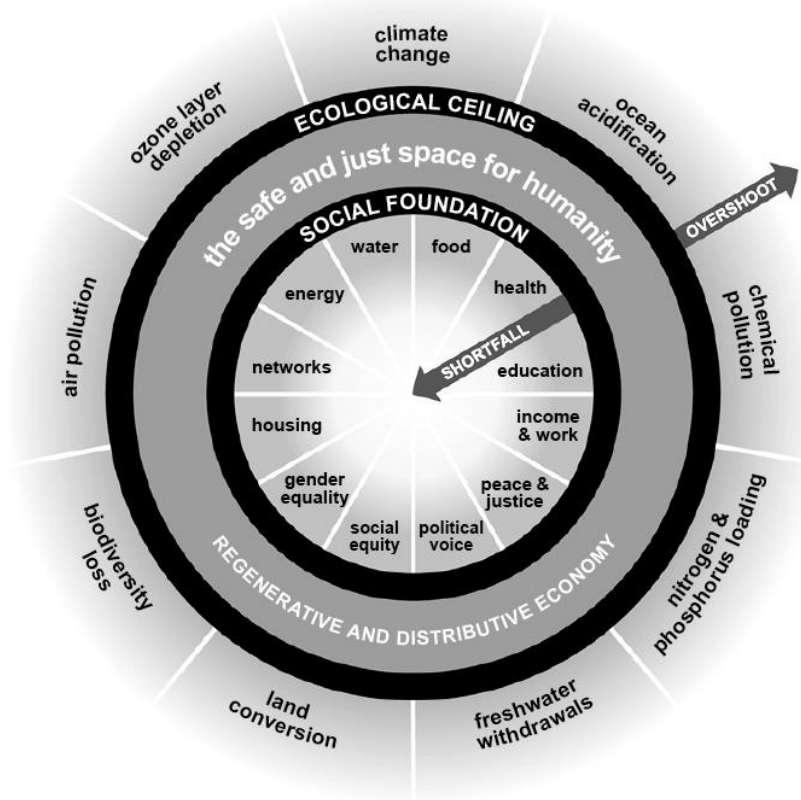 climate
change
ozone layer
depletion
ocean
acidification
ECOLOGICAL CEILING
OVERSHOOT
the safe and just space for humanity
SOCIAL FOUNDATION
water
food
energy
health
SHORTFALL
networks
education
housing
income
& work
gender
equality
peace &
justice
social
equity
political
voice
air pollution
chemical
pollution
biodiversity
loss
nitrogen &
phosphorus loading
REGENERATIVE AND DISTRIBUTIVE ECONOMY
land
conversion
freshwater
withdrawals